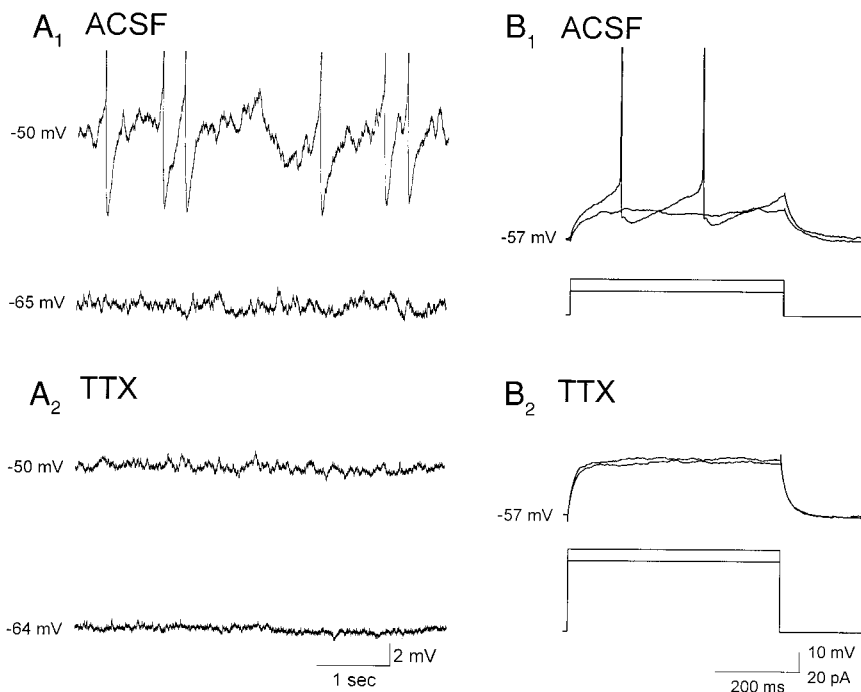 A1 ACSF
-50 mV
-65 mV
A2 TTX
-50 mV
-64 mV
2 mV
1 sec
B1 ACSF
-57 mV
B2 TTX
-57 mV
10 mV
200 ms
20 pA